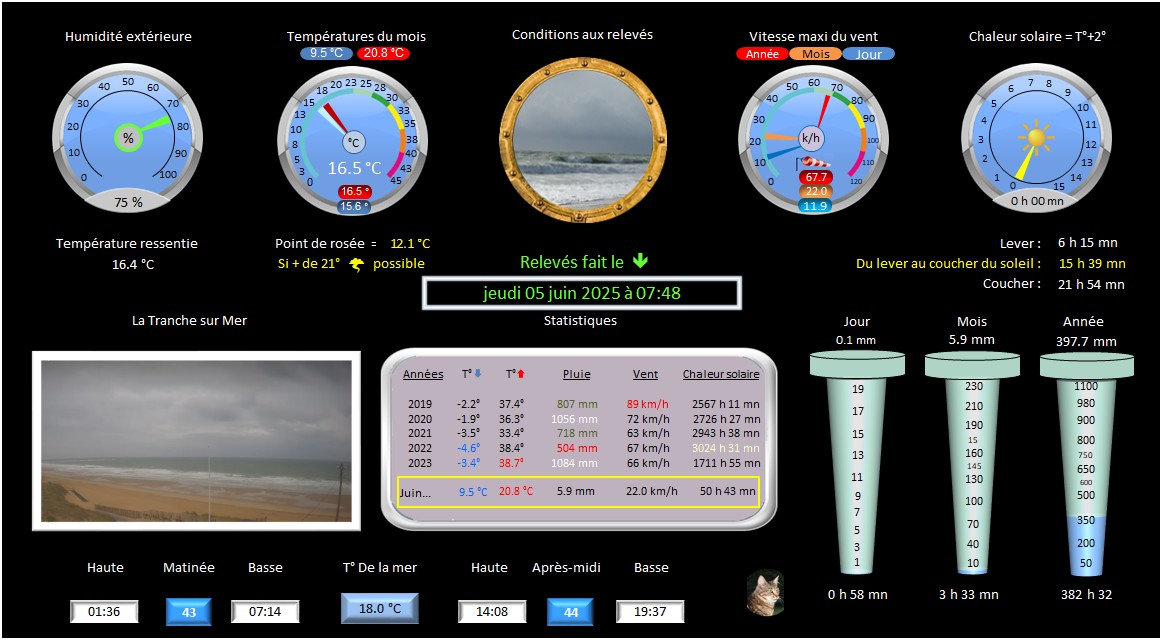 Humidité extérieure
Températures du mois
Conditions aux relevés
Vitesse maxi du vent
Chaleur solaire = T°+2°
9.5 °C 20.8 °C
Année Mois Jour
0 10 20 30 40 50 60 70 80 90 100
%
75 %
0 3 5 8 10 13 15 18 20 23 25 28 30 33 35 38 40 43 45
°C
16.5 °C
16.5 °
15.6 °
0 10 20 30 40 50 60 70 80 90 100 110 120
k/h
67.7
22.0
11.9
0 1 2 3 4 5 6 7 8 9 10 11 12 13 14 15
0 h 00 mn
Température ressentie
16.4 °C
Point de rosée = 12.1 °C
Si + de 21° possible
Relevés fait le
jeudi 05 juin 2025 à 07:48
Lever : 6 h 15 mn
Du lever au coucher du soleil : 15 h 39 mn
Coucher : 21 h 54 mn
La Tranche sur Mer
Statistiques
Années T° T° Pluie Vent Chaleur solaire
2019 -2.2° 37.4° 807 mm 89 km/h 2567 h 11 mn
2020 -1.9° 36.3° 1056 mm 72 km/h 2726 h 27 mn
2021 -3.5° 33.4° 718 mm 63 km/h 2943 h 38 mn
2022 -4.6° 38.4° 504 mm 67 km/h 3024 h 31 mn
2023 -3.4° 38.7° 1084 mm 66 km/h 1711 h 55 mn
Juin... 9.5 °C 20.8 °C 5.9 mm 22.0 km/h 50 h 43 mn
Jour
0.1 mm
19
17
15
13
11
9
7
5
3
1
0 h 58 mn
Mois
5.9 mm
230
210
190
15
160
145
130
100
70
40
10
3 h 33 mn
Année
397.7 mm
1100
980
900
800
750
650
600
500
350
200
50
382 h 32
Haute Matinée Basse
01:36 43 07:14
T° De la mer
18.0 °C
Haute Après-midi Basse
14:08 44 19:37